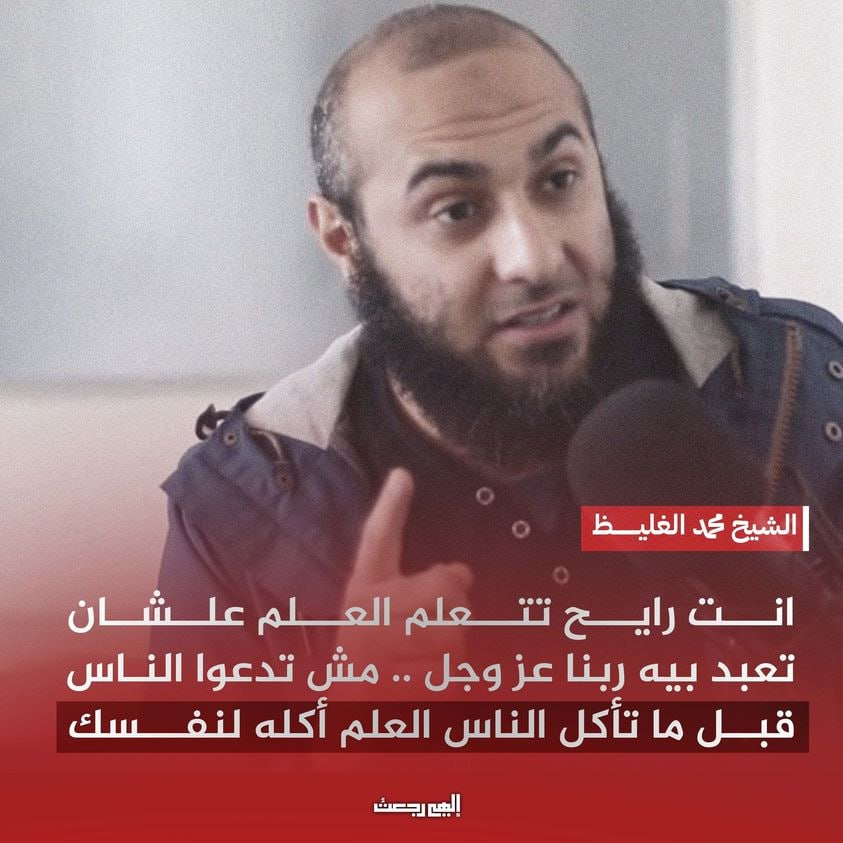 الشيخ محمد الغليظ
انت رايح تتعلم العلم علشان
تعبد بيه ربنا عز وجل .. مش تدعوا الناس
قبل ما تأكل الناس العلم أكله لنفسك
إليه رجعت